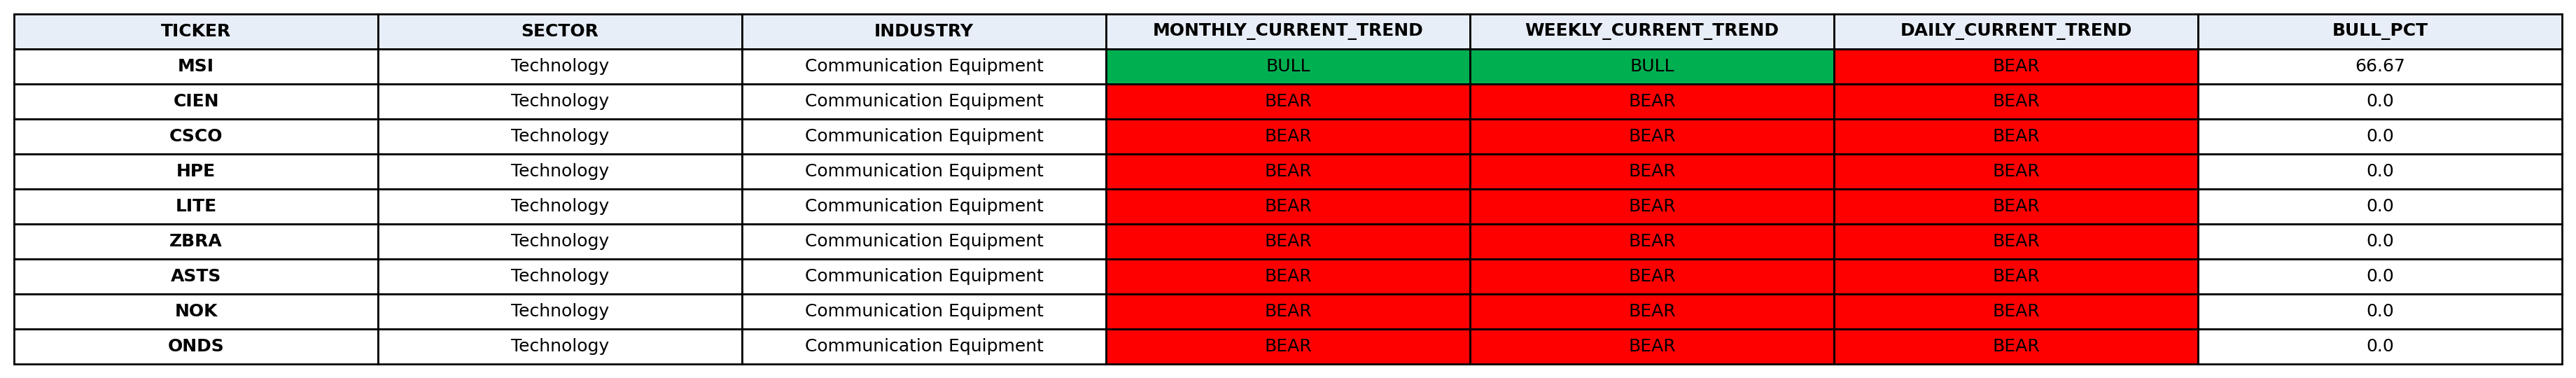 TICKER SECTOR INDUSTRY MONTHLY_CURRENT_TREND WEEKLY_CURRENT_TREND DAILY_CURRENT_TREND BULL_PCT
MSI Technology Communication Equipment BULL BULL BEAR 66.67
CIEN Technology Communication Equipment BEAR BEAR BEAR 0.0
CSCO Technology Communication Equipment BEAR BEAR BEAR 0.0
HPE Technology Communication Equipment BEAR BEAR BEAR 0.0
LITE Technology Communication Equipment BEAR BEAR BEAR 0.0
ZBRA Technology Communication Equipment BEAR BEAR BEAR 0.0
ASTS Technology Communication Equipment BEAR BEAR BEAR 0.0
NOK Technology Communication Equipment BEAR BEAR BEAR 0.0
ONDS Technology Communication Equipment BEAR BEAR BEAR 0.0